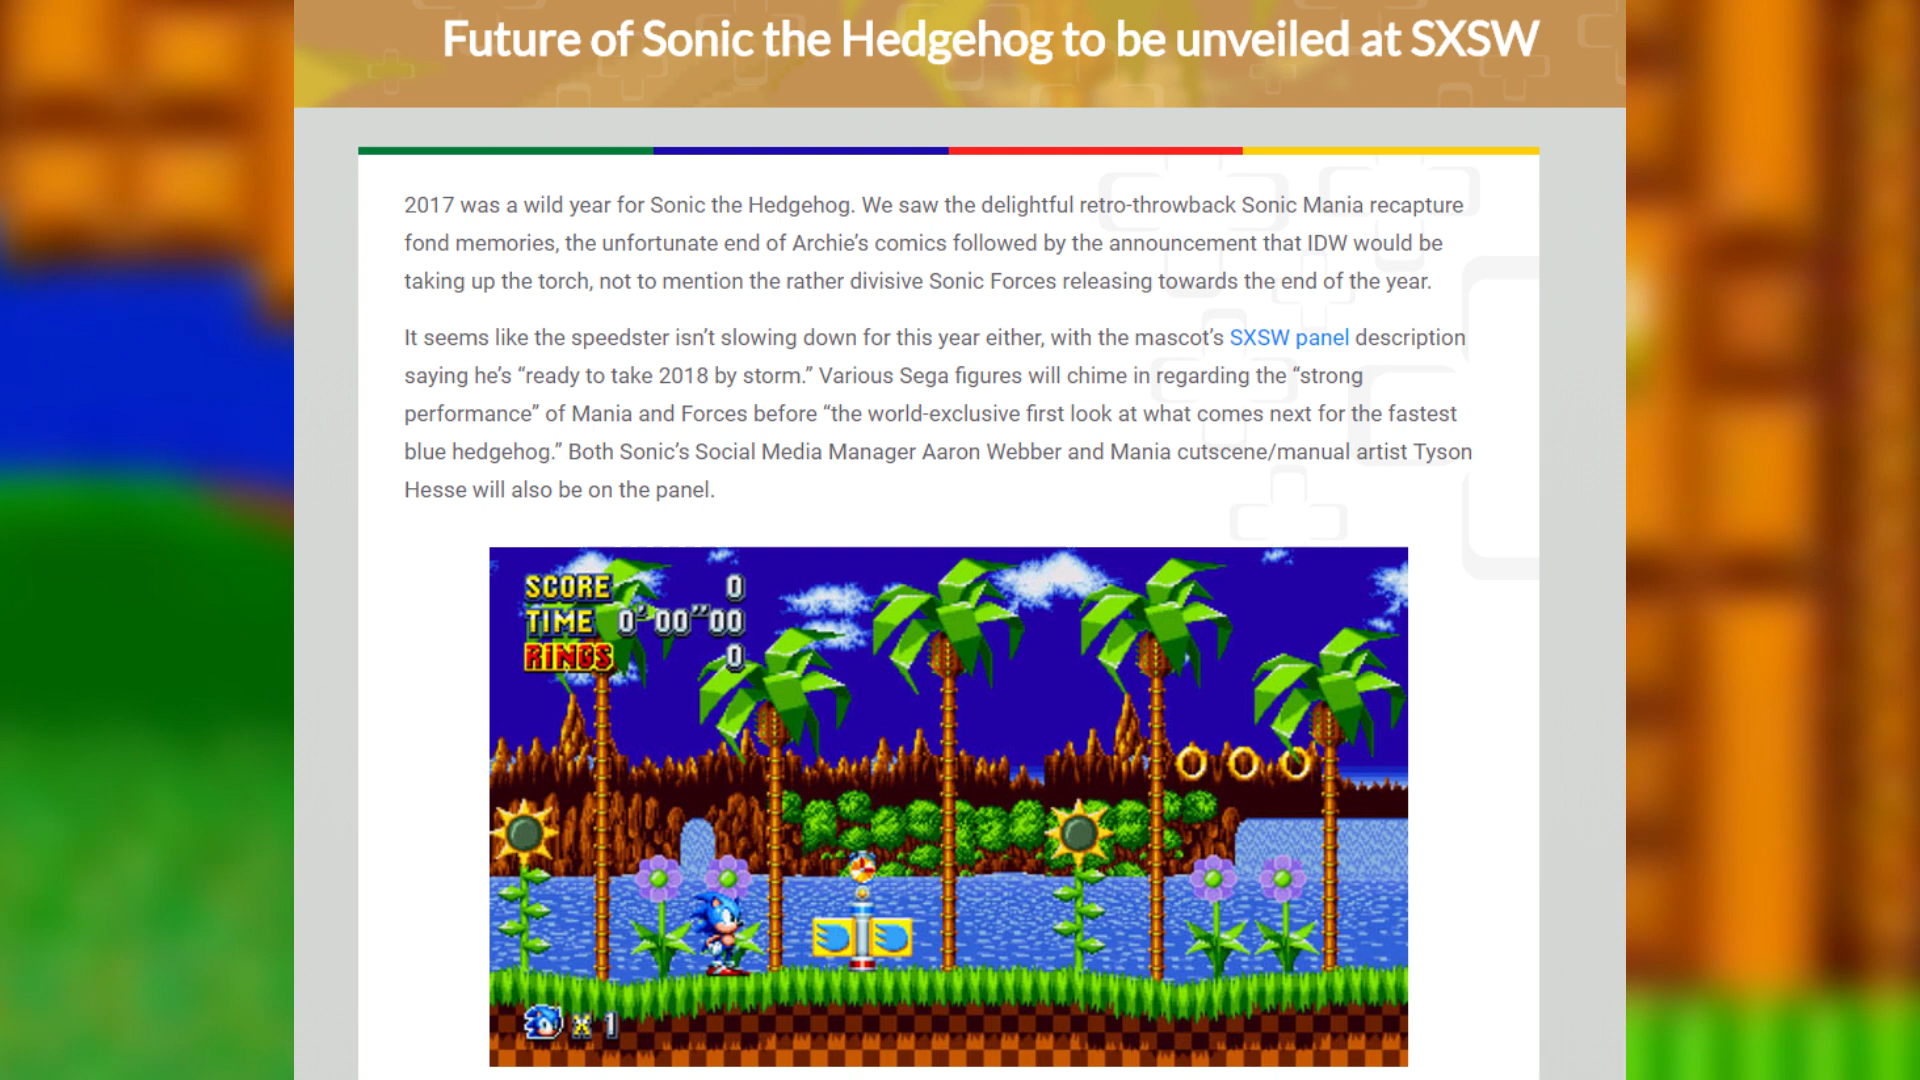 Future of Sonic the Hedgehog to be unveiled at SXSW
2017 was a wild year for Sonic the Hedgehog. We saw the delightful retro-throwback Sonic Mania recapture
fond memories, the unfortunate end of Archie’s comics followed by the announcement that IDW would be
taking up the torch, not to mention the rather divisive Sonic Forces releasing towards the end of the year.
It seems like the speedster isn’t slowing down for this year either, with the mascot’s SXSW panel description
saying he’s “ready to take 2018 by storm.” Various Sega figures will chime in regarding the “strong
performance” of Mania and Forces before “the world-exclusive first look at what comes next for the fastest
blue hedgehog.” Both Sonic’s Social Media Manager Aaron Webber and Mania cutscene/manual artist Tyson
Hesse will also be on the panel.
SCORE 0
TIME 0'00"00
RINGS 0
X 1